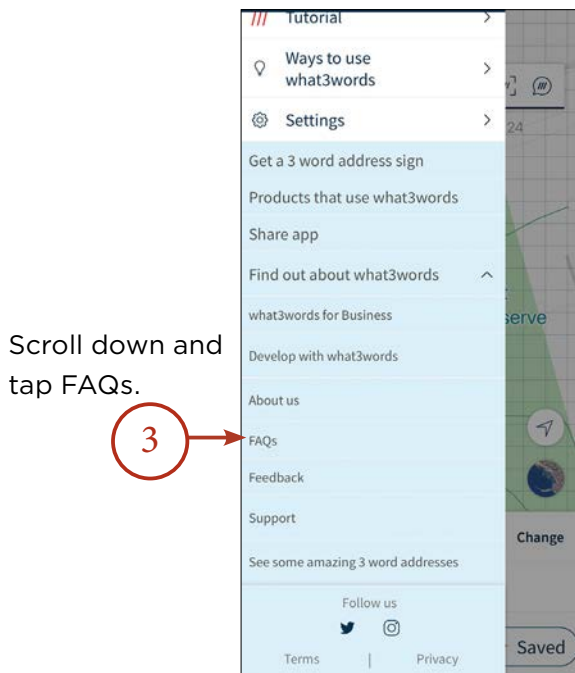 Tutorial
Ways to use
what3words
Settings
24
Get a 3 word address sign
Products that use what3words
Share app
Find out about what3words
what3words for Business
serve
Scroll down and
tap FAQs.
Develop with what3words
About us
3
FAQs
Feedback
Support
Change
See some amazing 3 word addresses
Follow us
Saved
Terms | Privacy